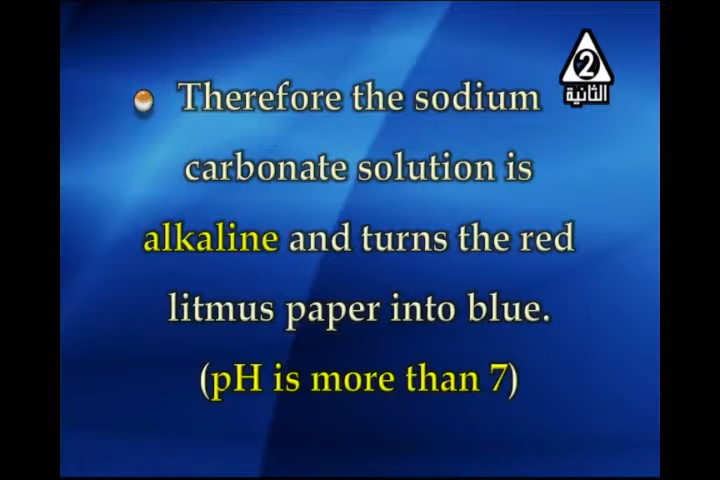 2
الثانية
Therefore the sodium
carbonate solution is
alkaline and turns the red
litmus paper into blue.
(pH is more than 7)